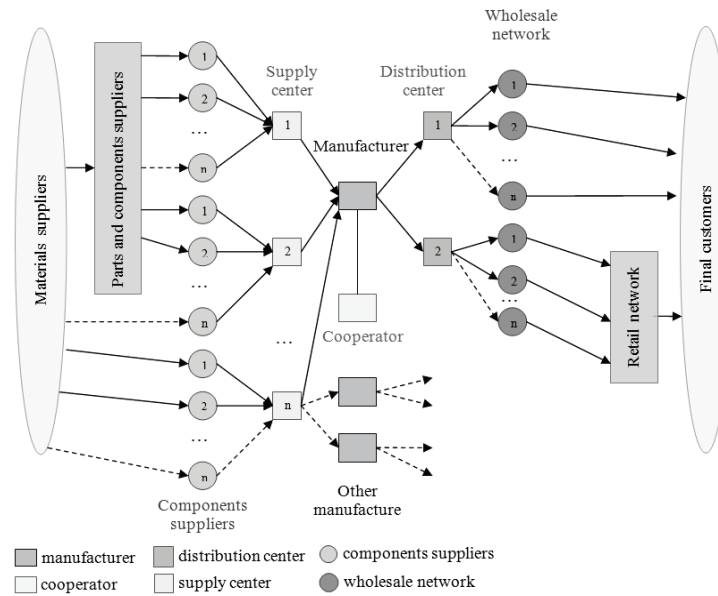 Wholesale
network
Supply
center
Distribution
center
Manufacturer
Materials suppliers
Parts and components suppliers
1
2
...
n
1
2
...
n
1
2
...
n
1
2
...
n
Cooperator
1
2
1
2
...
n
1
2
...
n
Retail network
Final customers
Components
suppliers
Other
manufacture
manufacturer
distribution center
components suppliers
cooperator
supply center
wholesale network